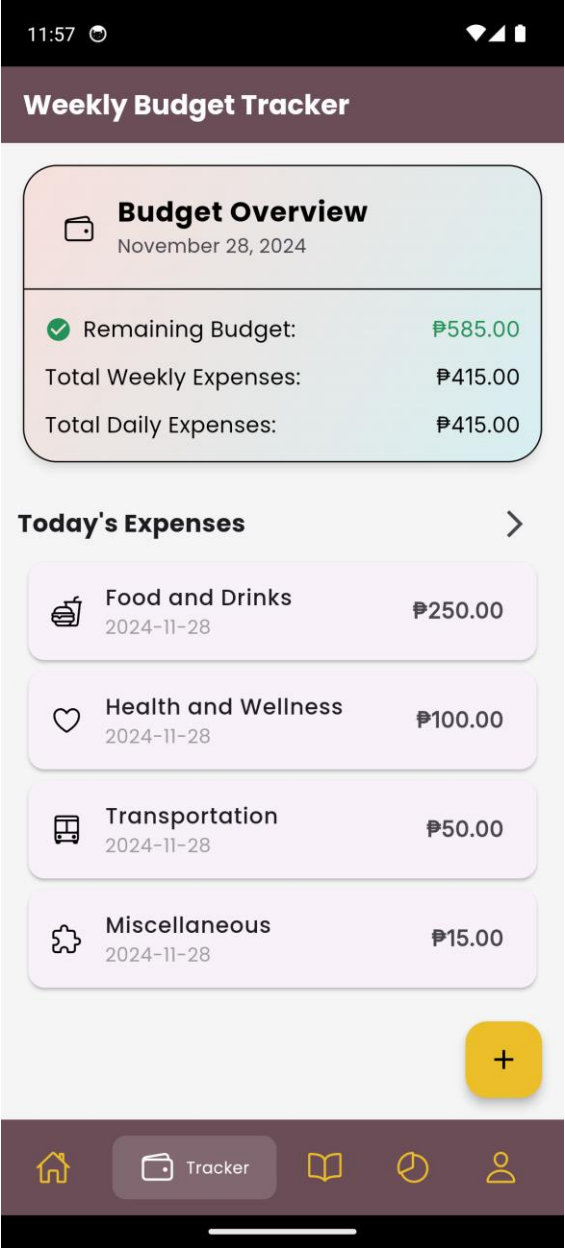 11:57
Weekly Budget Tracker
Budget Overview
November 28, 2024
Remaining Budget: ₱585.00
Total Weekly Expenses: ₱415.00
Total Daily Expenses: ₱415.00
Today's Expenses
Food and Drinks
2024-11-28
₱250.00
Health and Wellness
2024-11-28
₱100.00
Transportation
2024-11-28
₱50.00
Miscellaneous
2024-11-28
₱15.00
+
Tracker